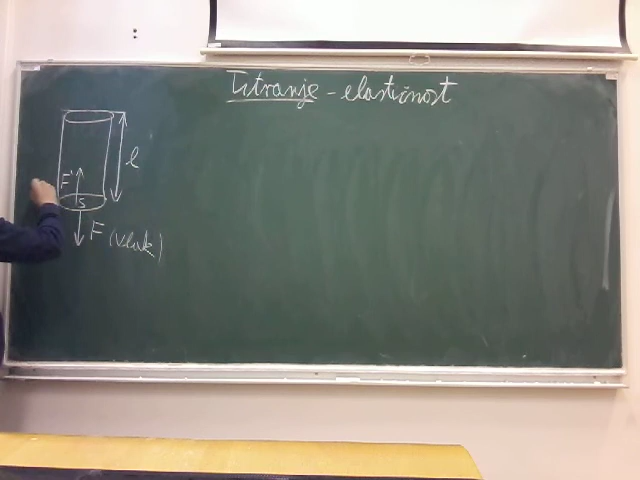 Titranje - elastičnost
l
F'
S
F (vlak)